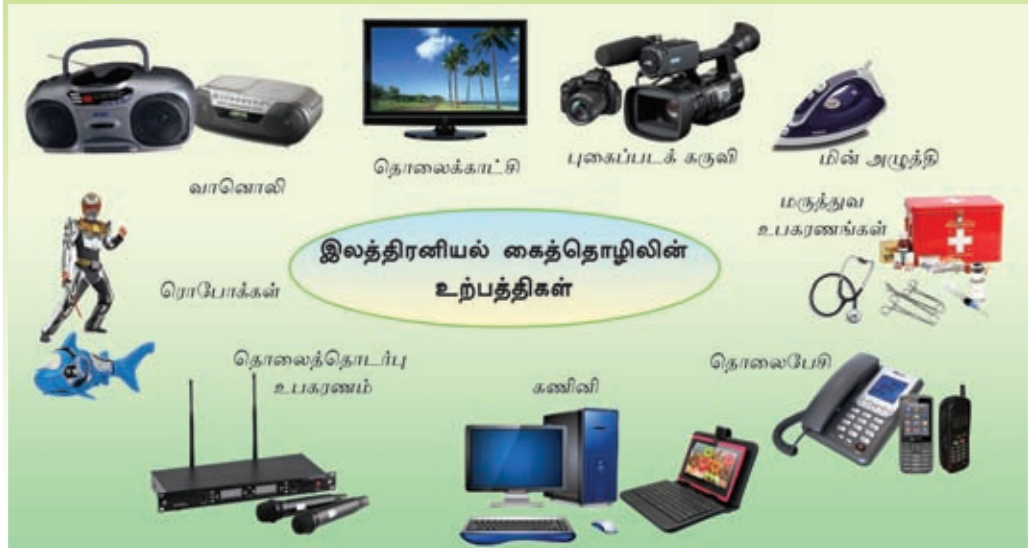 தொலைக்காட்சி
புகைப்படக் கருவி
மின் அழுத்தி
வானொலி
மருத்துவ
உபகரணங்கள்
இலத்திரனியல் கைத்தொழிலின்
உற்பத்திகள்
ரொபோக்கள்
தொலைத்தொடர்பு
உபகரணம்
கணினி
தொலைபேசி